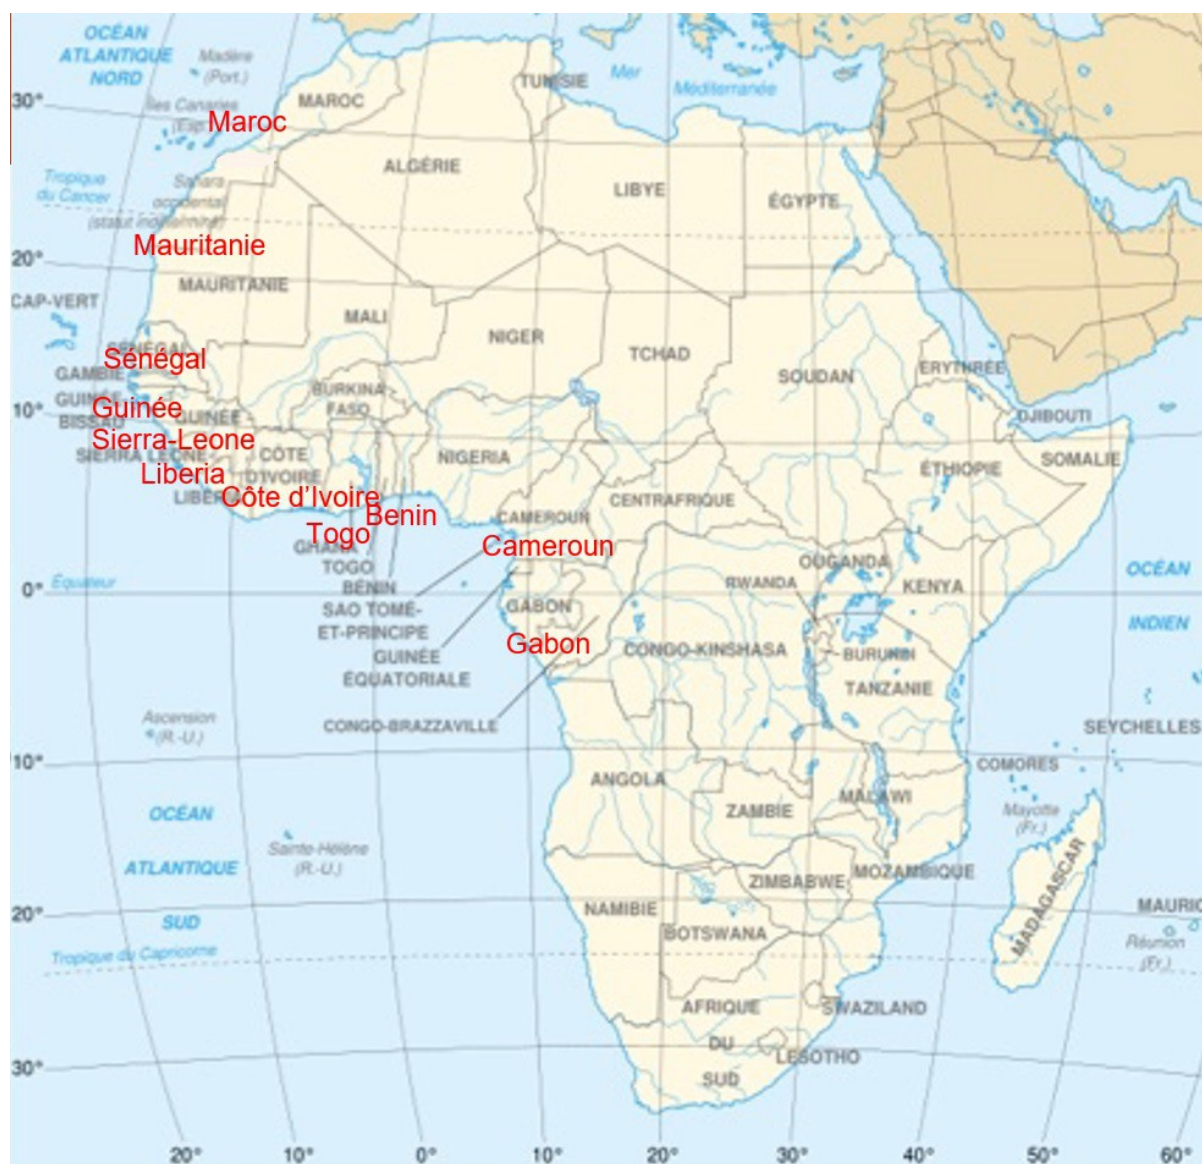 OCÉAN
ATLANTIQUE
NORD
Madère
(Port.)
TUNISIE
Mer
Méditerranée
30°
MAROC
Îles Canaries
(Esp.)
Maroc
ALGÉRIE
LIBYE
ÉGYPTE
Tropique
du Cancer
Sahara
occidental
(statut indéterminé)
Mauritanie
20°
MAURITANIE
CAP-VERT
MALI
NIGER
TCHAD
SOUDAN
ERYTHRÉE
SÉNÉGAL
Sénégal
GAMBIE
BURKINA
FASO
DJIBOUTI
GUINÉE
BISSAU
Guinée
10°
GUINÉE
Sierra-Leone
SIERRA LEONE
CÔTE
D'IVOIRE
NIGERIA
ÉTHIOPIE
SOMALIE
Liberia
LIBÉRIA
Côte d’Ivoire
Benin
CENTRAFRIQUE
CAMEROUN
Togo
Cameroun
GHANA
TOGO
BÉNIN
OUGANDA
RWANDA
KENYA
OCÉAN
INDIEN
Équateur
0°
SAO TOMÉ-
ET-PRINCIPE
GABON
Gabon
GUINÉE
ÉQUATORIALE
CONGO-KINSHASA
BURUNDI
TANZANIE
CONGO-BRAZZAVILLE
Ascension
(R.-U.)
SEYCHELLES
10°
ANGOLA
COMORES
ZAMBIE
MALAWI
Mayotte
(Fr.)
OCÉAN
ATLANTIQUE
SUD
Sainte-Hélène
(R.-U.)
ZIMBABWE
MOZAMBIQUE
MADAGASCAR
20°
NAMIBIE
BOTSWANA
MAURIC
Réunion
(Fr.)
Tropique du Capricorne
AFRIQUE
DU
SUD
SWAZILAND
LESOTHO
30°
20°
10°
0°
10°
20°
30°
40°
50°
60°